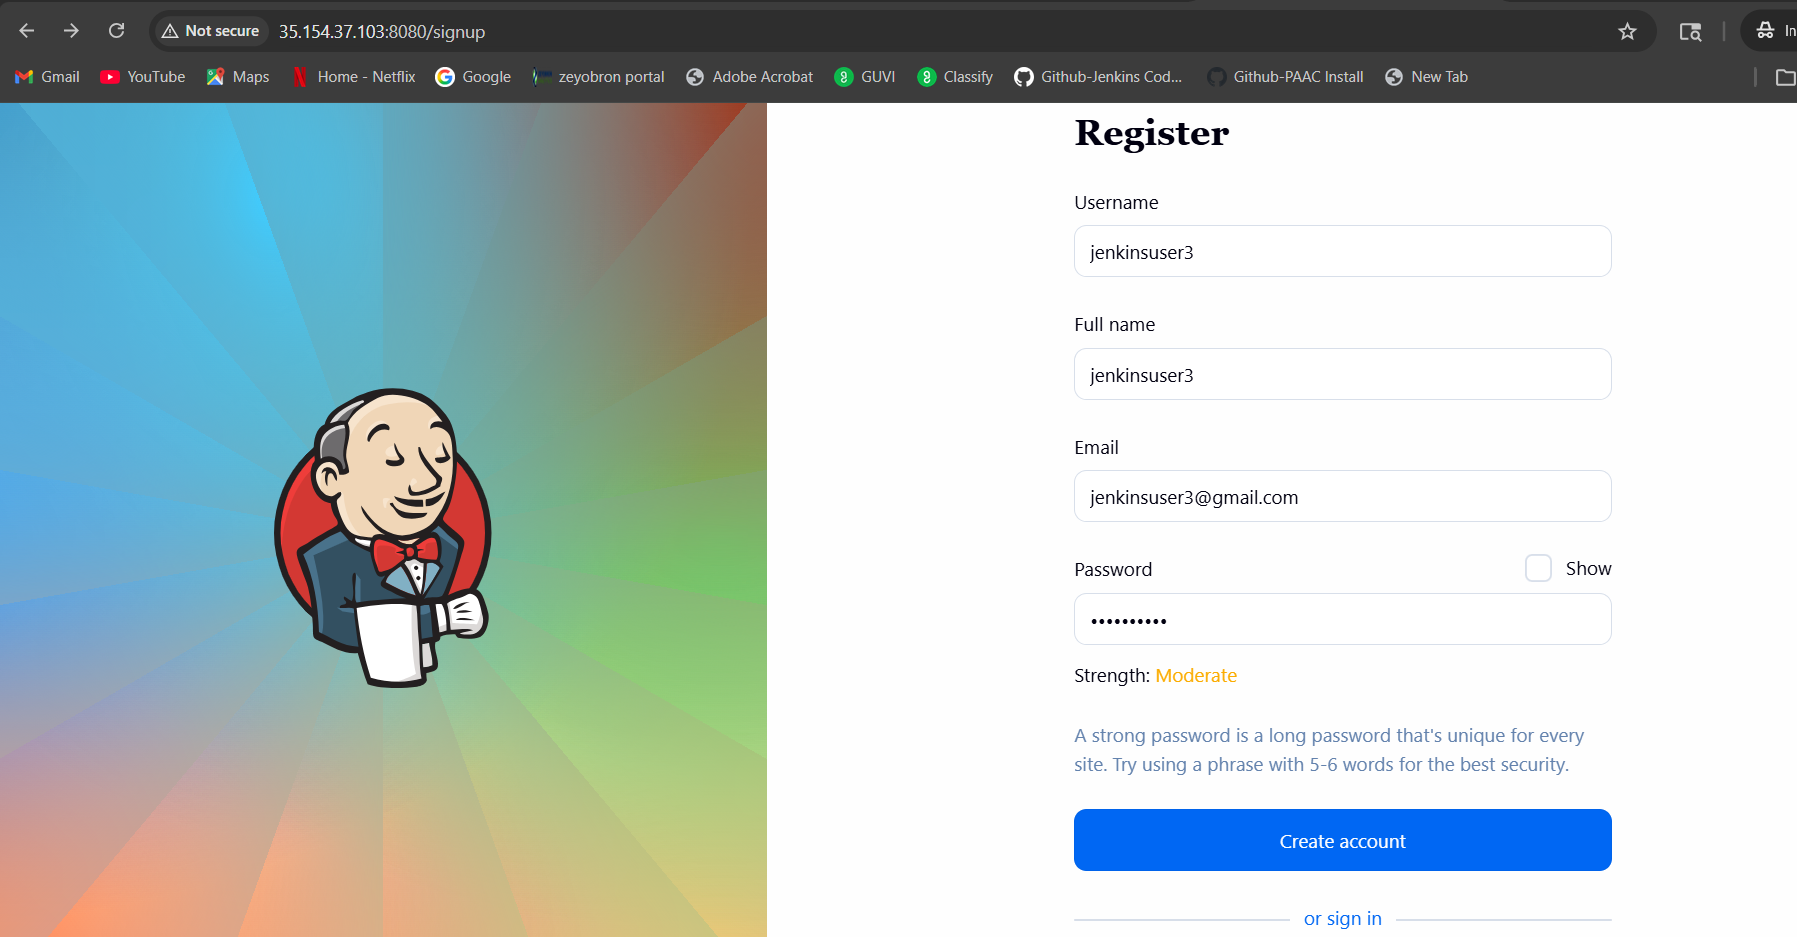 Not secure 35.154.37.103:8080/signup
Gmail YouTube Maps Home - Netflix Google zeyobron portal Adobe Acrobat GUVI Classify Github-Jenkins Cod... Github-PAAC Install New Tab
Register
Username
jenkinsuser3
Full name
jenkinsuser3
Email
jenkinsuser3@gmail.com
Password Show
••••••••••
Strength: Moderate
A strong password is a long password that's unique for every
site. Try using a phrase with 5-6 words for the best security.
Create account
or sign in